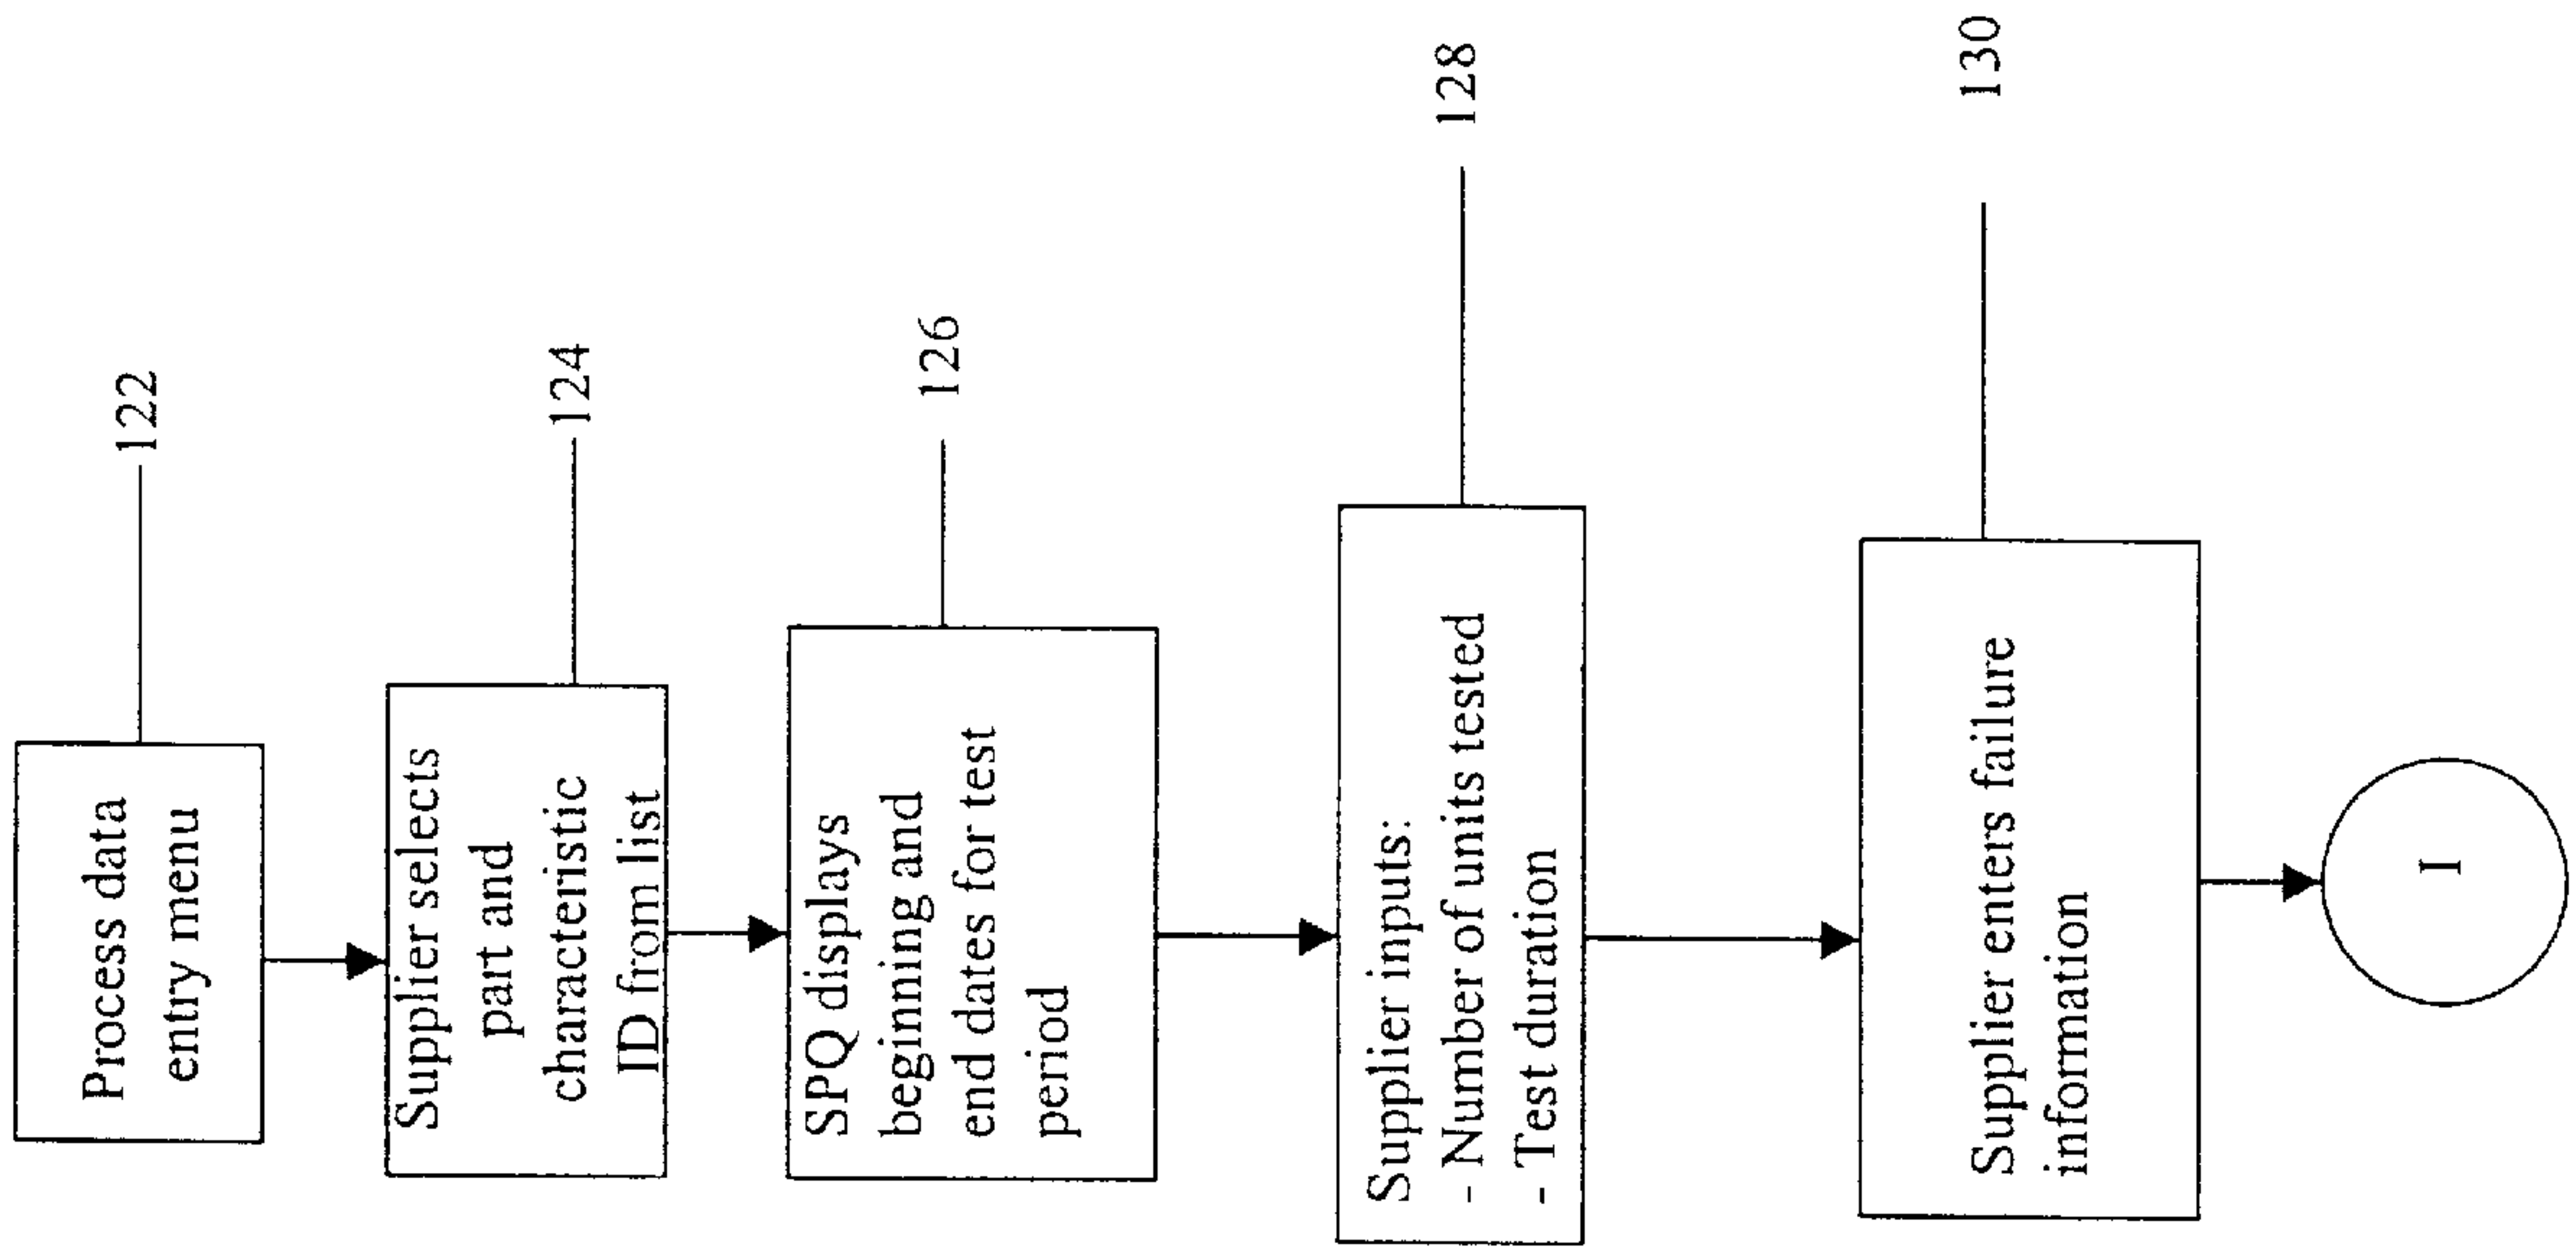 Process data
entry menu
122
Supplier selects
part and
characteristic
ID from list
124
SPQ displays
beginning and
end dates for test
period
126
Supplier inputs:
- Number of units tested
- Test duration
128
Supplier enters failure
information
130
I